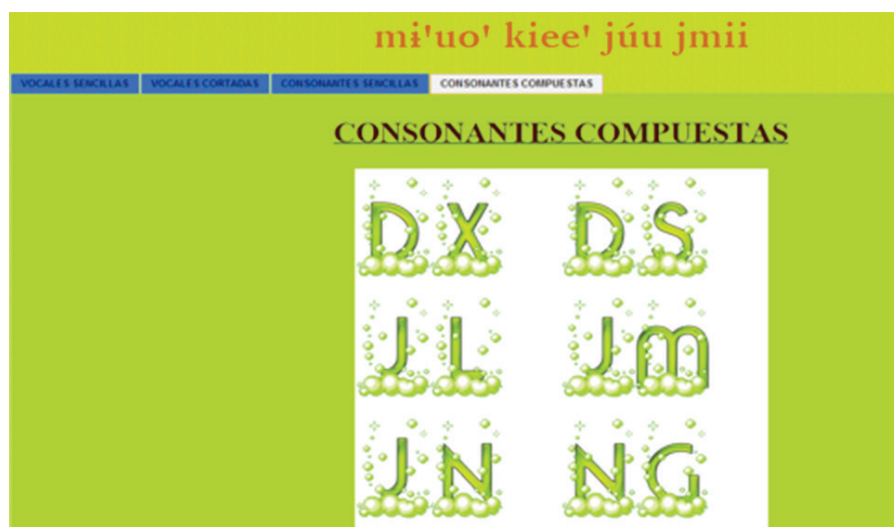 mɨ'uo' kiee' júu jmii
VOCALES SENCILLAS VOCALES CORTADAS CONSONANTES SENCILLAS CONSONANTES COMPUESTAS
CONSONANTES COMPUESTAS
DX DS
JL Jm
JN NG